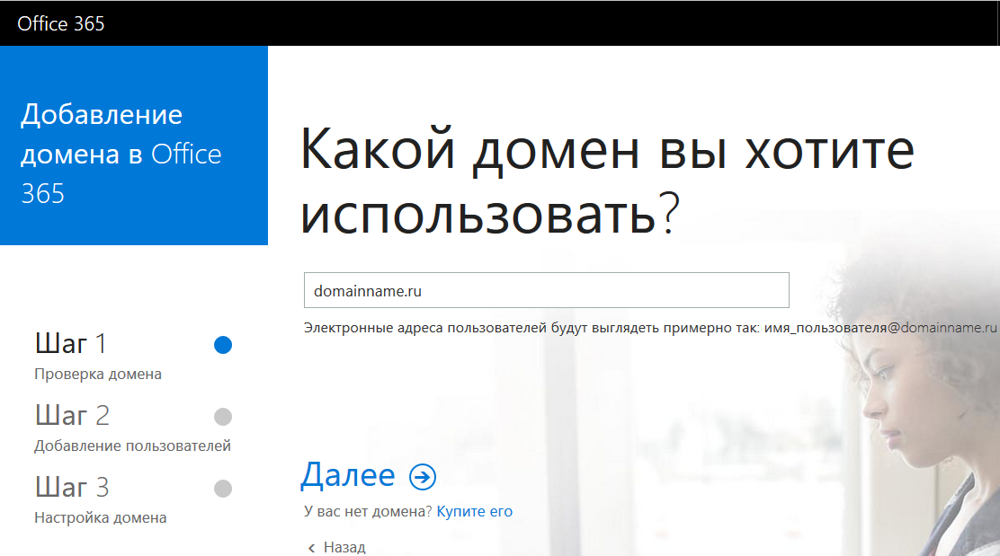 Office 365
Добавление
домена в Office
365
Какой домен вы хотите
использовать?
domainname.ru
Электронные адреса пользователей будут выглядеть примерно так: имя_пользователя@domainname.ru
Шаг 1
Проверка домена
Шаг 2
Добавление пользователей
Шаг 3
Настройка домена
Далее
У вас нет домена? Купите его
< Назад